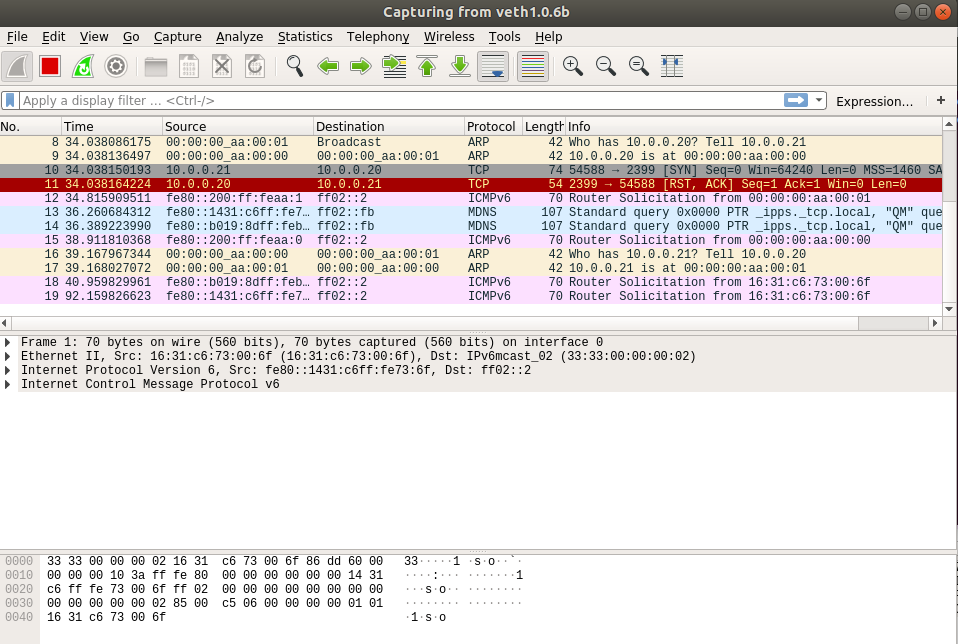 Capturing from veth1.0.6b
File Edit View Go Capture Analyze Statistics Telephony Wireless Tools Help
Apply a display filter ... <Ctrl-/> Expression... +
No. Time Source Destination Protocol Length Info
8 34.038086175 00:00:00_aa:00:01 Broadcast ARP 42 Who has 10.0.0.20? Tell 10.0.0.21
9 34.038136497 00:00:00_aa:00:00 00:00:00_aa:00:01 ARP 42 10.0.0.20 is at 00:00:00:aa:00:00
10 34.038150193 10.0.0.21 10.0.0.20 TCP 74 54588 → 2399 [SYN] Seq=0 Win=64240 Len=0 MSS=1460 SA
11 34.038164224 10.0.0.20 10.0.0.21 TCP 54 2399 → 54588 [RST, ACK] Seq=1 Ack=1 Win=0 Len=0
12 34.815909511 fe80::200:ff:feaa:1 ff02::2 ICMPv6 70 Router Solicitation from 00:00:00:aa:00:01
13 36.260684312 fe80::1431:c6ff:fe7... ff02::fb MDNS 107 Standard query 0x0000 PTR _ipps._tcp.local, "QM" que
14 36.389223990 fe80::b019:8dff:feb... ff02::fb MDNS 107 Standard query 0x0000 PTR _ipps._tcp.local, "QM" que
15 38.911810368 fe80::200:ff:feaa:0 ff02::2 ICMPv6 70 Router Solicitation from 00:00:00:aa:00:00
16 39.167967344 00:00:00_aa:00:00 00:00:00_aa:00:01 ARP 42 Who has 10.0.0.21? Tell 10.0.0.20
17 39.168027072 00:00:00_aa:00:01 00:00:00_aa:00:00 ARP 42 10.0.0.21 is at 00:00:00:aa:00:01
18 40.959829961 fe80::b019:8dff:feb... ff02::2 ICMPv6 70 Router Solicitation from 16:31:c6:73:00:6f
19 92.159826623 fe80::1431:c6ff:fe7... ff02::2 ICMPv6 70 Router Solicitation from 16:31:c6:73:00:6f
Frame 1: 70 bytes on wire (560 bits), 70 bytes captured (560 bits) on interface 0
Ethernet II, Src: 16:31:c6:73:00:6f (16:31:c6:73:00:6f), Dst: IPv6mcast_02 (33:33:00:00:00:02)
Internet Protocol Version 6, Src: fe80::1431:c6ff:fe73:6f, Dst: ff02::2
Internet Control Message Protocol v6
0000 33 33 00 00 00 02 16 31 c6 73 00 6f 86 dd 60 00 33·····1 ·s·o··`·
0010 00 00 00 10 3a ff fe 80 00 00 00 00 00 00 14 31 ····:··· ·······1
0020 c6 ff fe 73 00 6f ff 02 00 00 00 00 00 00 00 00 ···s·o·· ········
0030 00 00 00 00 00 02 85 00 c5 06 00 00 00 00 01 01 ········ ········
0040 16 31 c6 73 00 6f ·1·s·o